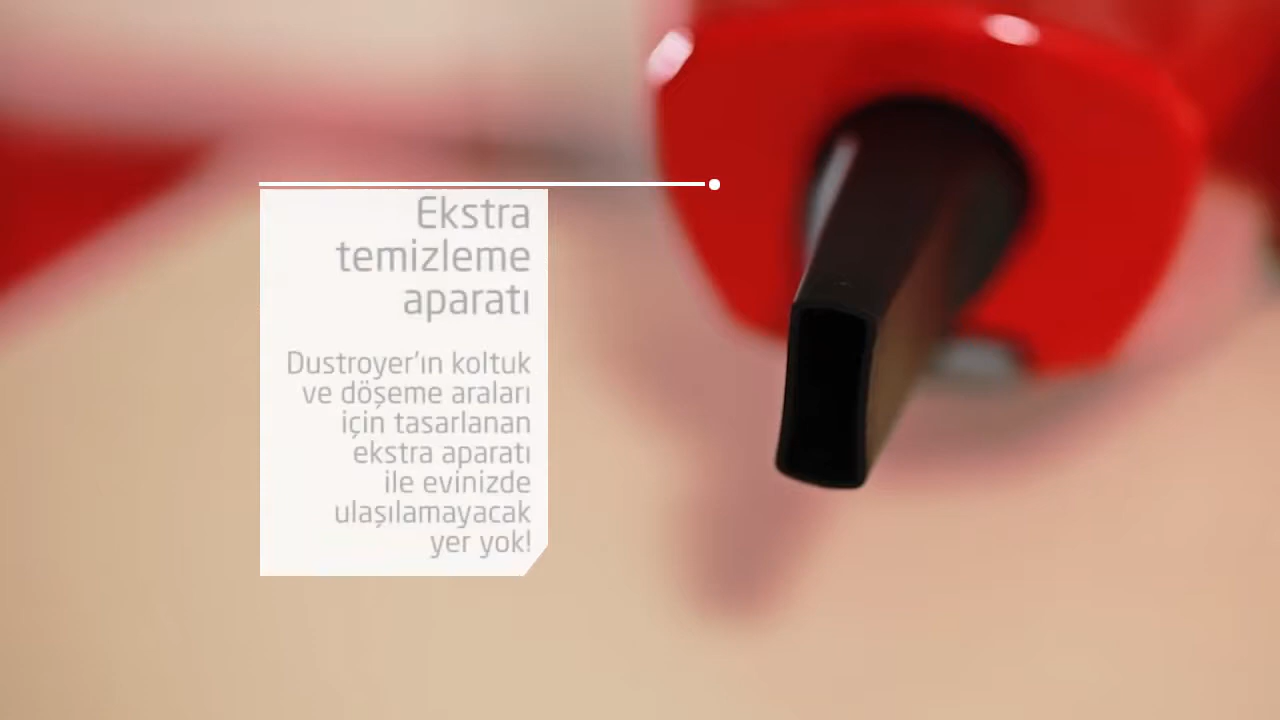 Ekstra
temizleme
aparatı
Dustroyer'ın koltuk
ve döşeme araları
için tasarlanan
ekstra aparatı
ile evinizde
ulaşılamayacak
yer yok!